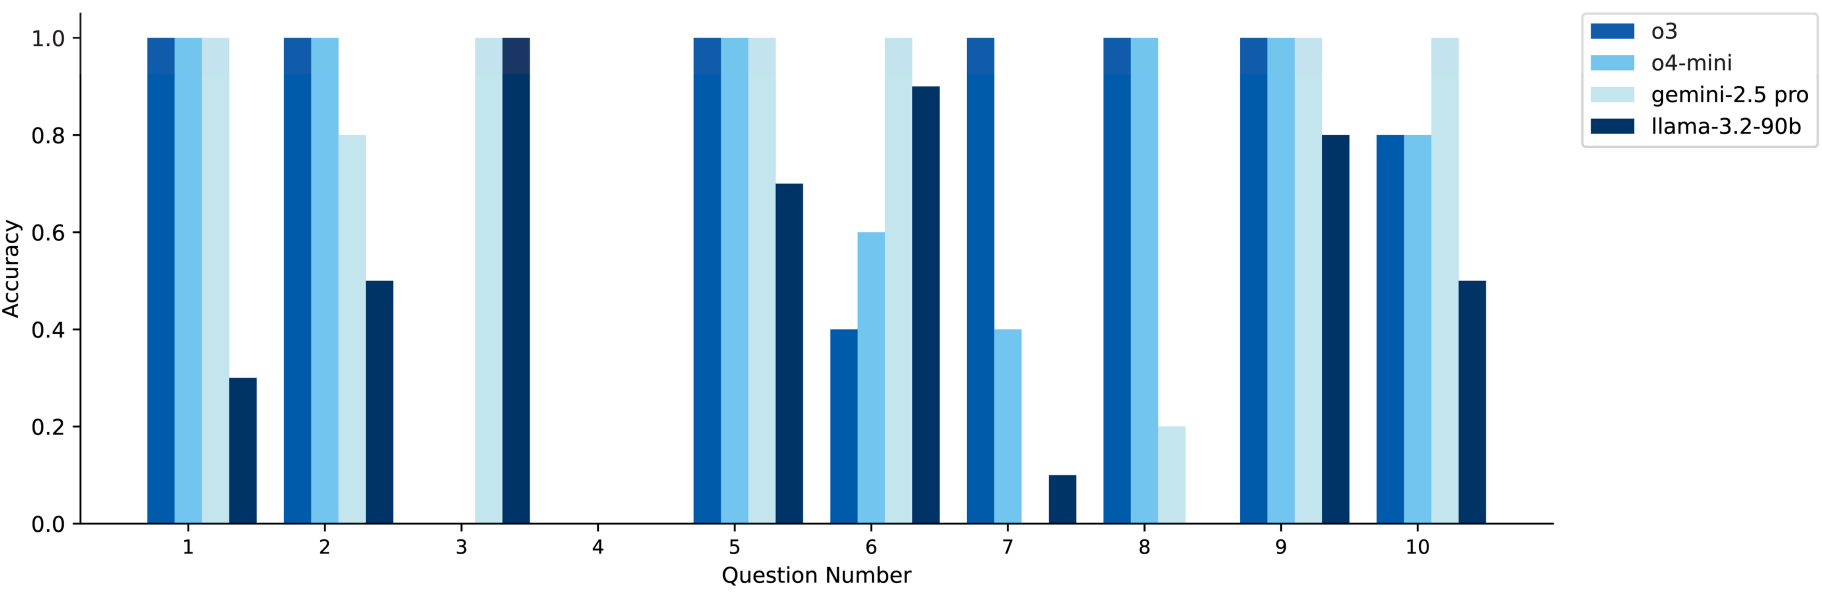 1.0
0.8
0.6
0.4
0.2
0.0
Accuracy
1 2 3 4 5 6 7 8 9 10
Question Number
o3
o4-mini
gemini-2.5 pro
llama-3.2-90b